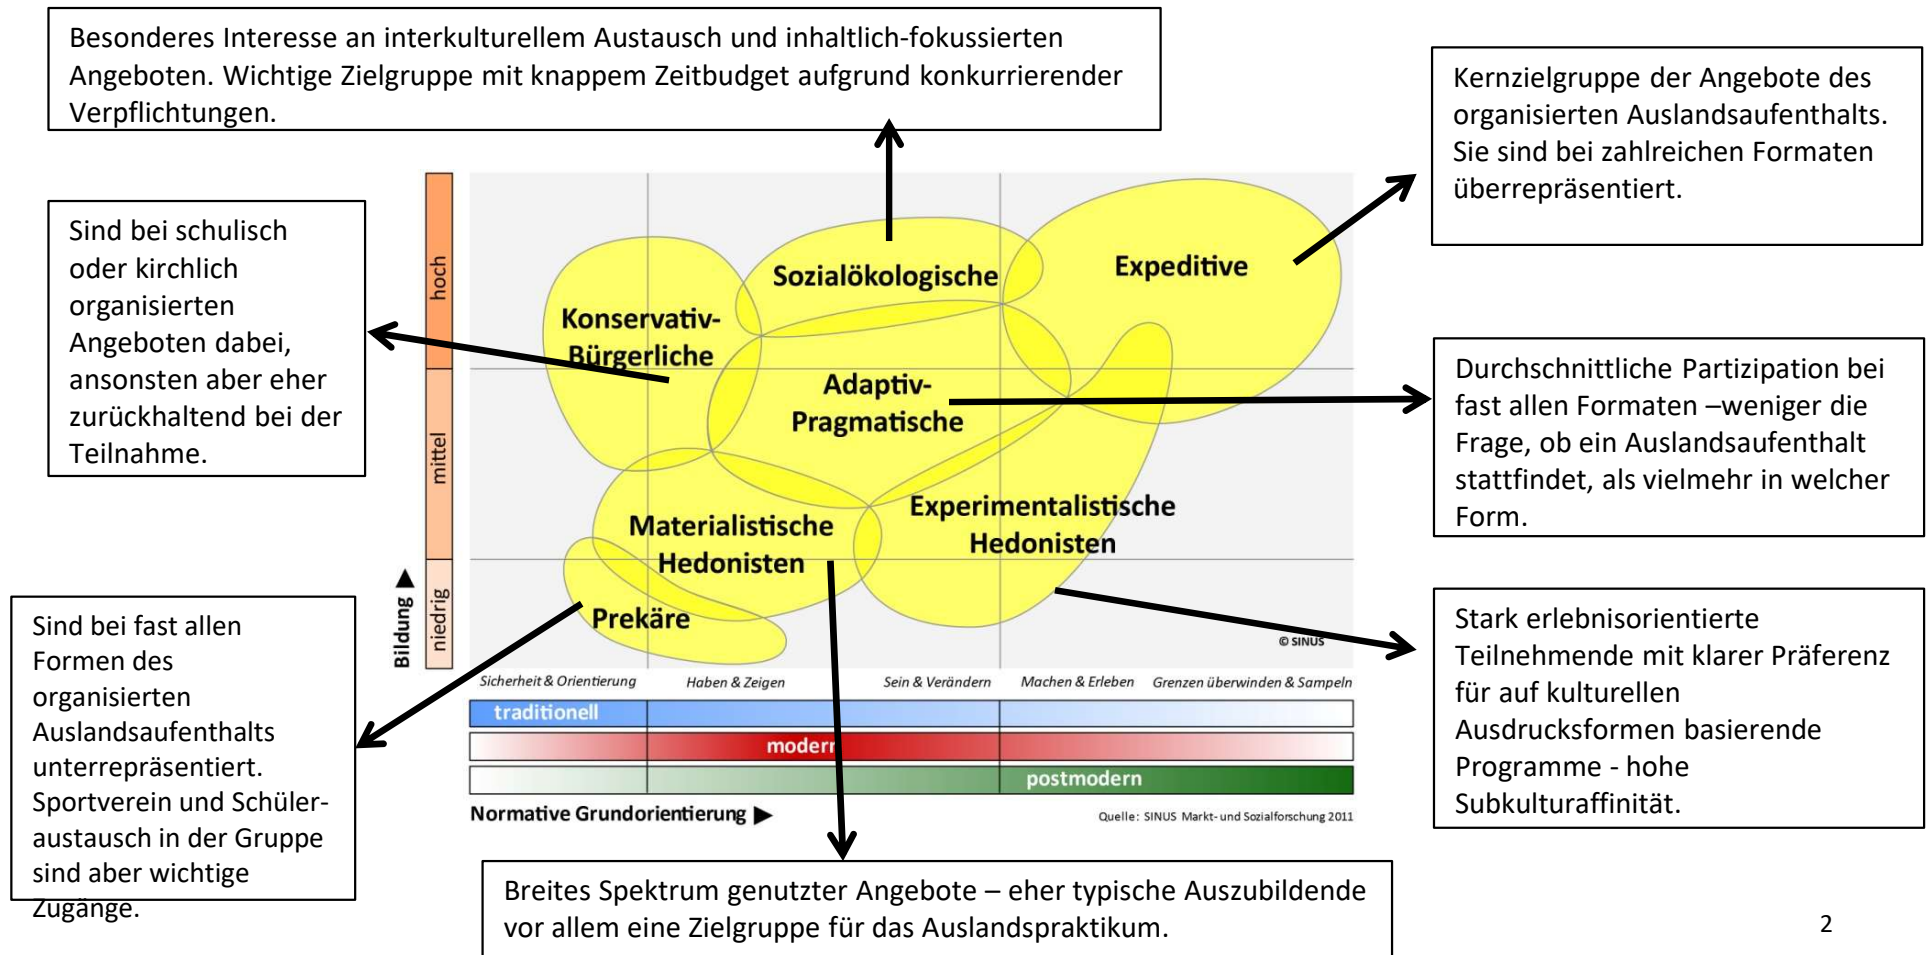 Besonderes Interesse an interkulturellem Austausch und inhaltlich-fokussierten
Angeboten. Wichtige Zielgruppe mit knappem Zeitbudget aufgrund konkurrierender
Verpflichtungen.
Kernzielgruppe der Angebote des
organisierten Auslandsaufenthalts.
Sie sind bei zahlreichen Formaten
überrepräsentiert.
Sind bei schulisch
oder kirchlich
organisierten
Angeboten dabei,
ansonsten aber eher
zurückhaltend bei der
Teilnahme.
hoch
mittel
niedrig
Bildung ▶
Sozialökologische
Expeditive
Konservativ-
Bürgerliche
Adaptiv-
Pragmatische
Materialistische
Hedonisten
Experimentalistische
Hedonisten
Prekäre
© SINUS
Durchschnittliche Partizipation bei
fast allen Formaten –weniger die
Frage, ob ein Auslandsaufenthalt
stattfindet, als vielmehr in welcher
Form.
Sind bei fast allen
Formen des
organisierten
Auslandsaufenthalts
unterrepräsentiert.
Sportverein und Schüler-
austausch in der Gruppe
sind aber wichtige
Zugänge.
Stark erlebnisorientierte
Teilnehmende mit klarer Präferenz
für auf kulturellen
Ausdrucksformen basierende
Programme - hohe
Subkulturaffinität.
Sicherheit & Orientierung Haben & Zeigen Sein & Verändern Machen & Erleben Grenzen überwinden & Sampeln
traditionell
modern
postmodern
Normative Grundorientierung ▶
Quelle: SINUS Markt- und Sozialforschung 2011
Breites Spektrum genutzter Angebote – eher typische Auszubildende
vor allem eine Zielgruppe für das Auslandspraktikum.
2